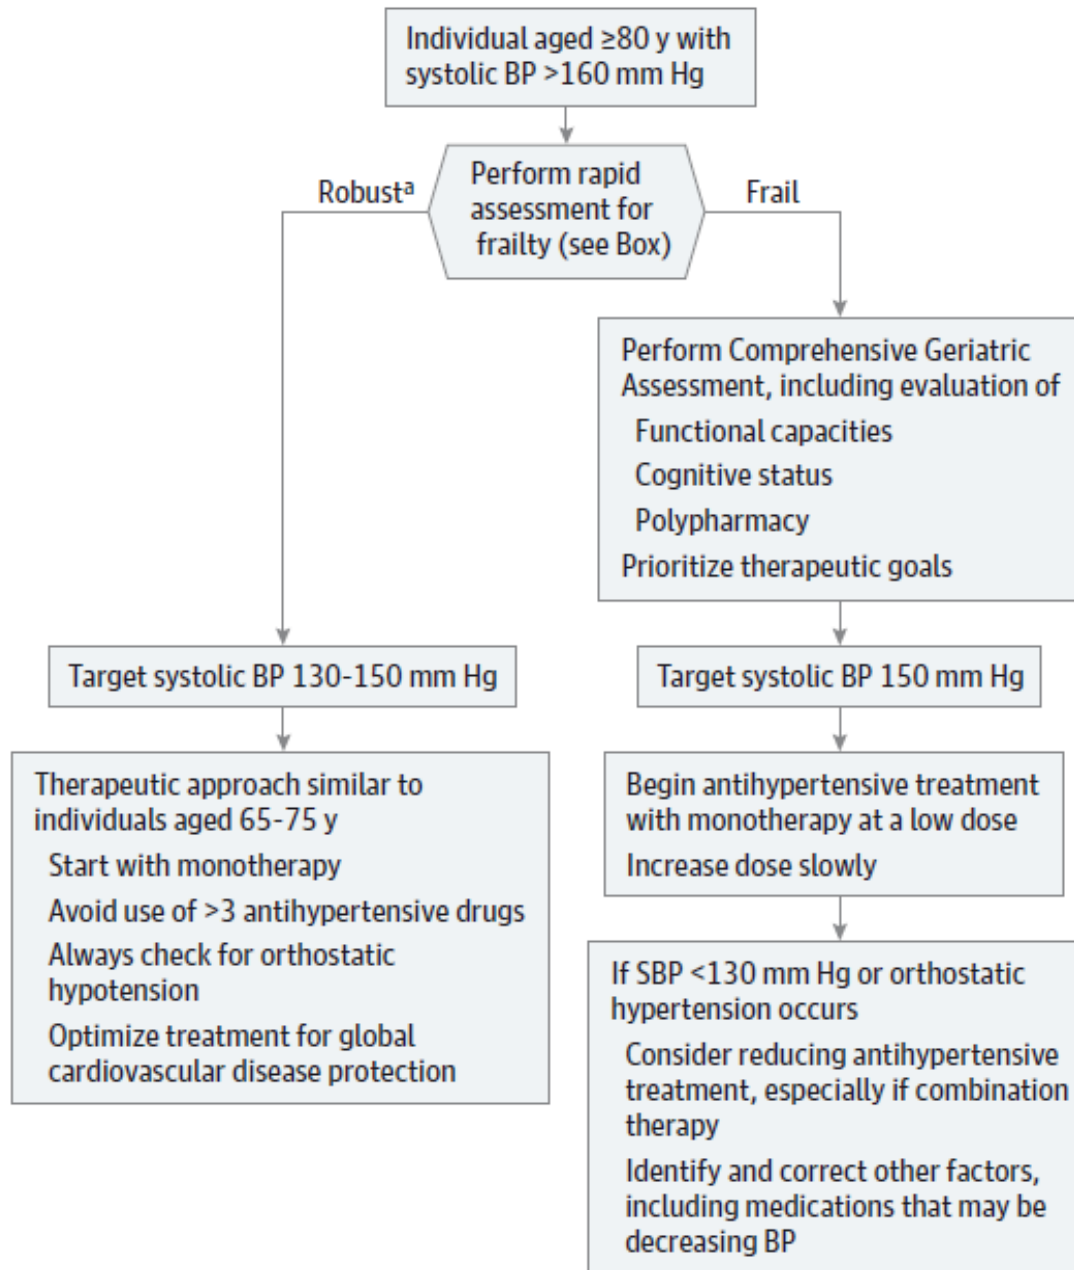 Individual aged ≥80 y with
systolic BP >160 mm Hg
Robustᵃ
Perform rapid
assessment for
frailty (see Box)
Frail
Perform Comprehensive Geriatric
Assessment, including evaluation of
Functional capacities
Cognitive status
Polypharmacy
Prioritize therapeutic goals
Target systolic BP 130-150 mm Hg
Target systolic BP 150 mm Hg
Therapeutic approach similar to
individuals aged 65-75 y
Start with monotherapy
Avoid use of >3 antihypertensive drugs
Always check for orthostatic
hypotension
Optimize treatment for global
cardiovascular disease protection
Begin antihypertensive treatment
with monotherapy at a low dose
Increase dose slowly
If SBP <130 mm Hg or orthostatic
hypertension occurs
Consider reducing antihypertensive
treatment, especially if combination
therapy
Identify and correct other factors,
including medications that may be
decreasing BP